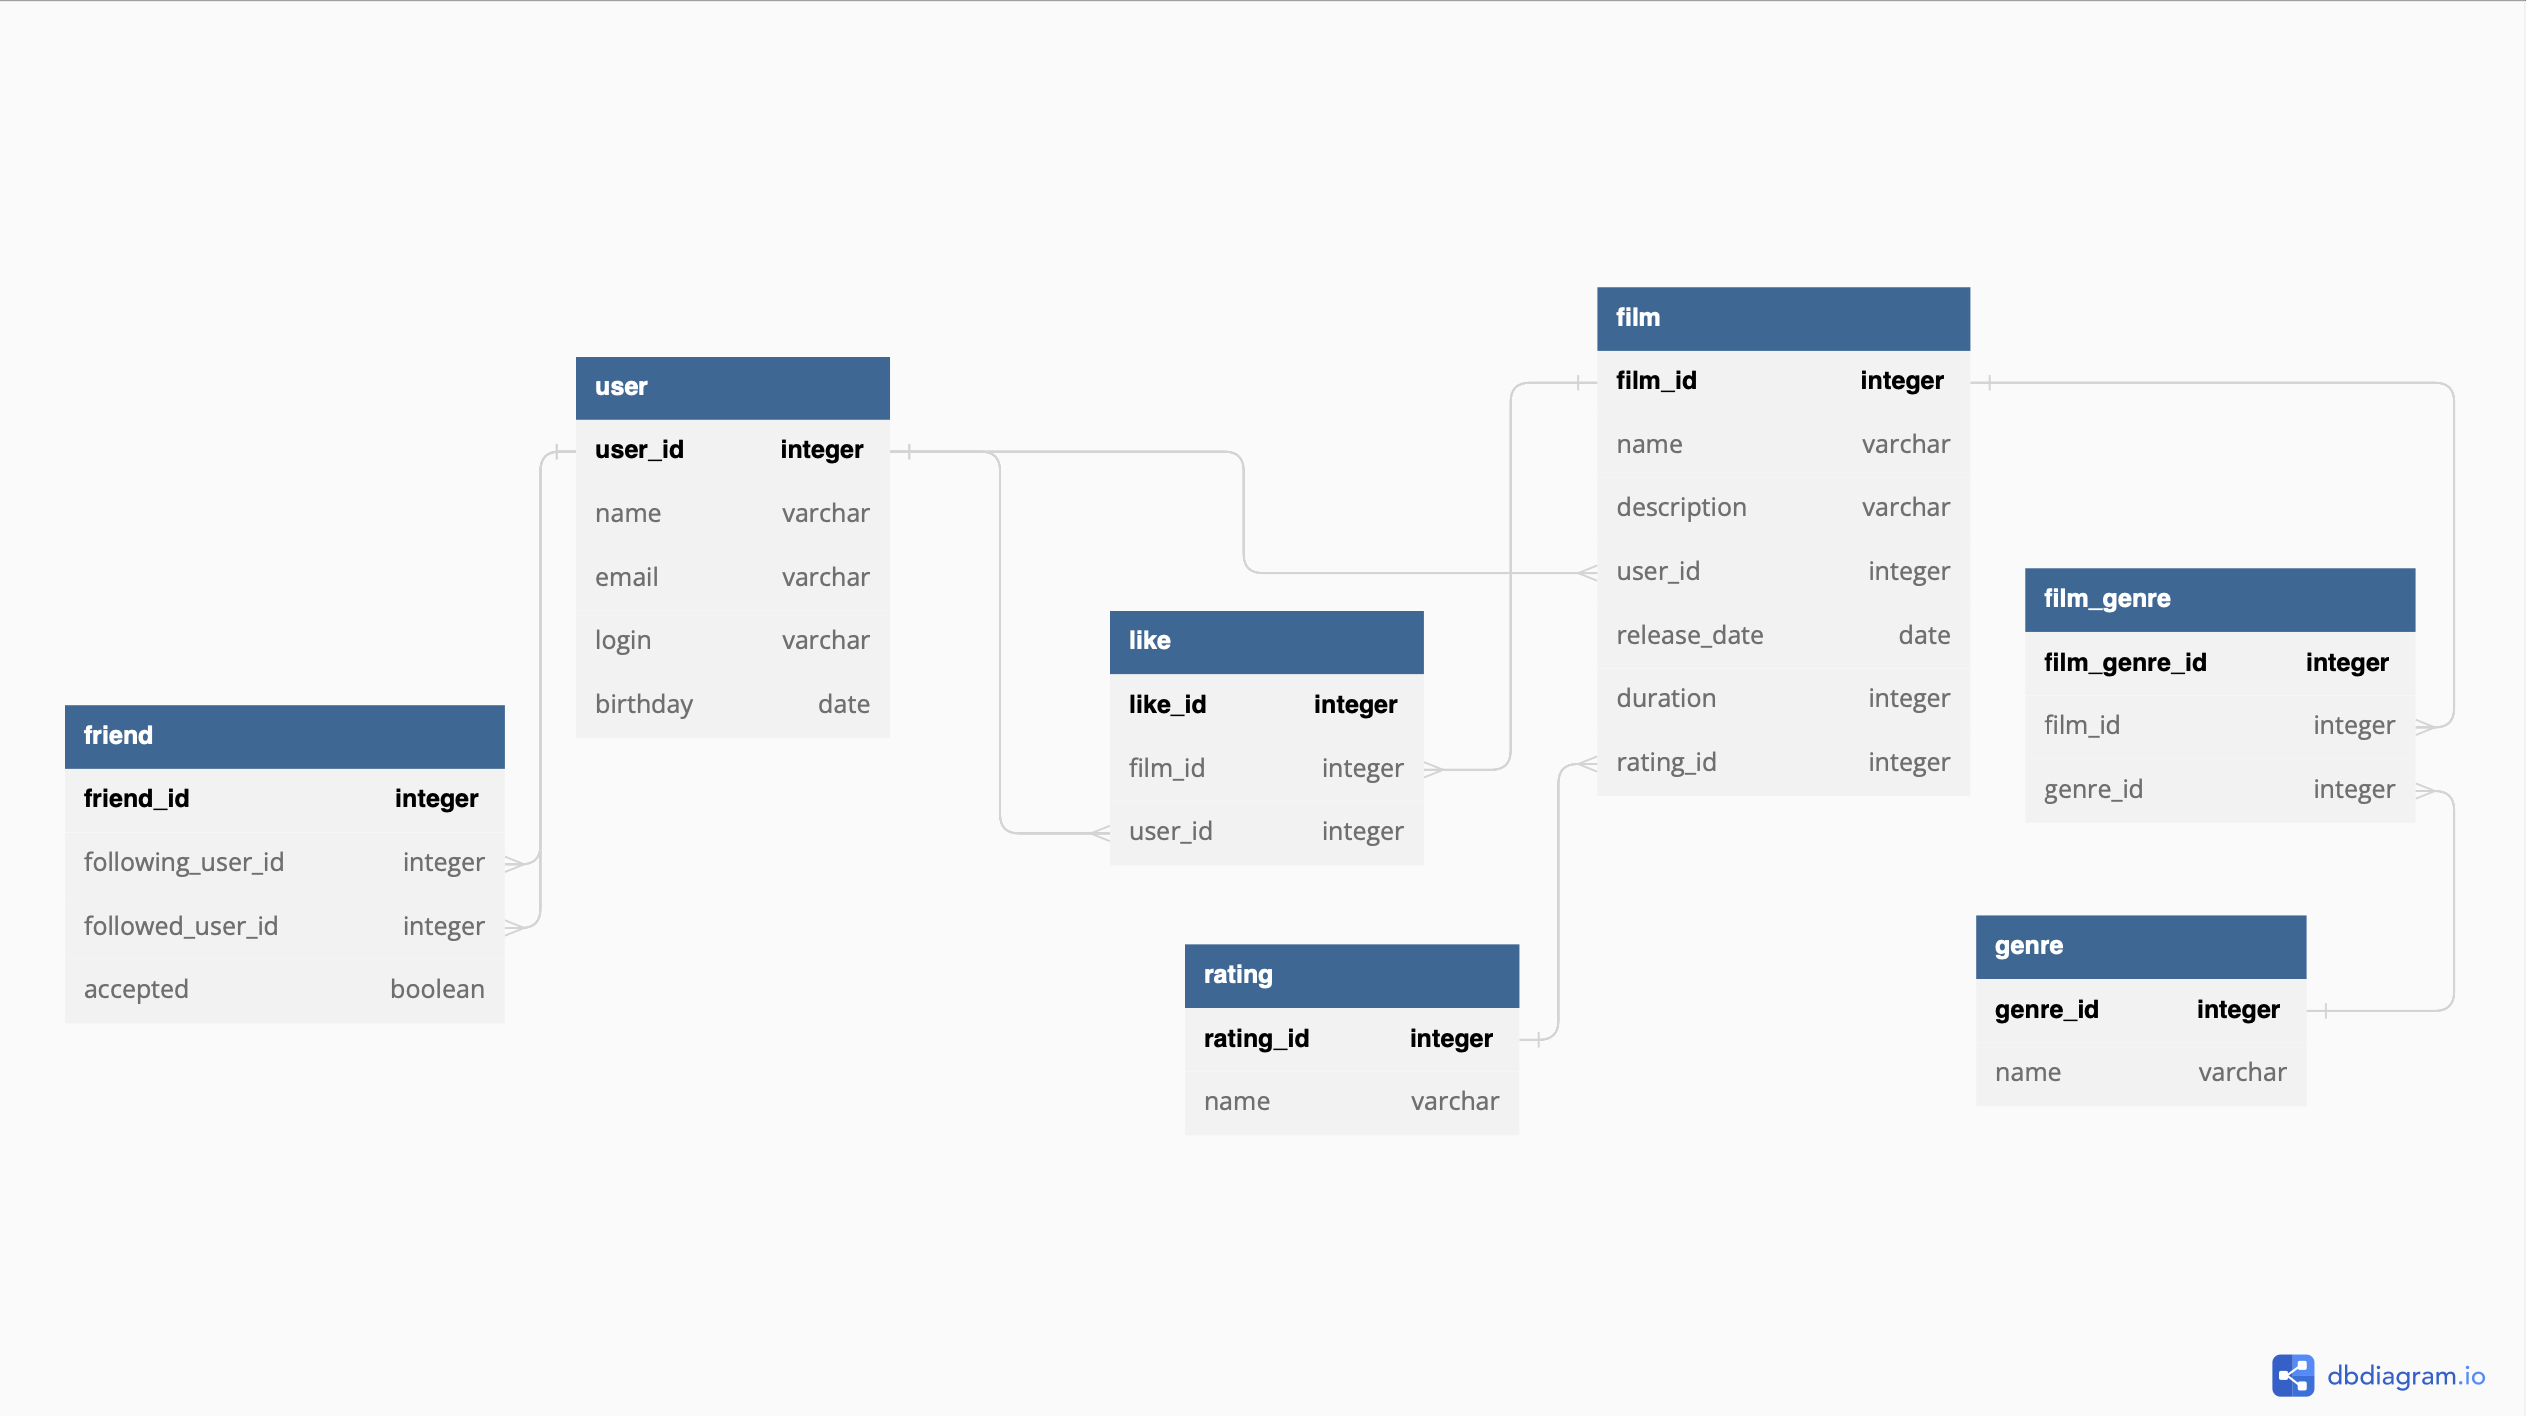 user
user_id integer
name varchar
email varchar
login varchar
birthday date
friend
friend_id integer
following_user_id integer
followed_user_id integer
accepted boolean
like
like_id integer
film_id integer
user_id integer
rating
rating_id integer
name varchar
film
film_id integer
name varchar
description varchar
user_id integer
release_date date
duration integer
rating_id integer
film_genre
film_genre_id integer
film_id integer
genre_id integer
genre
genre_id integer
name varchar
dbdiagram.io